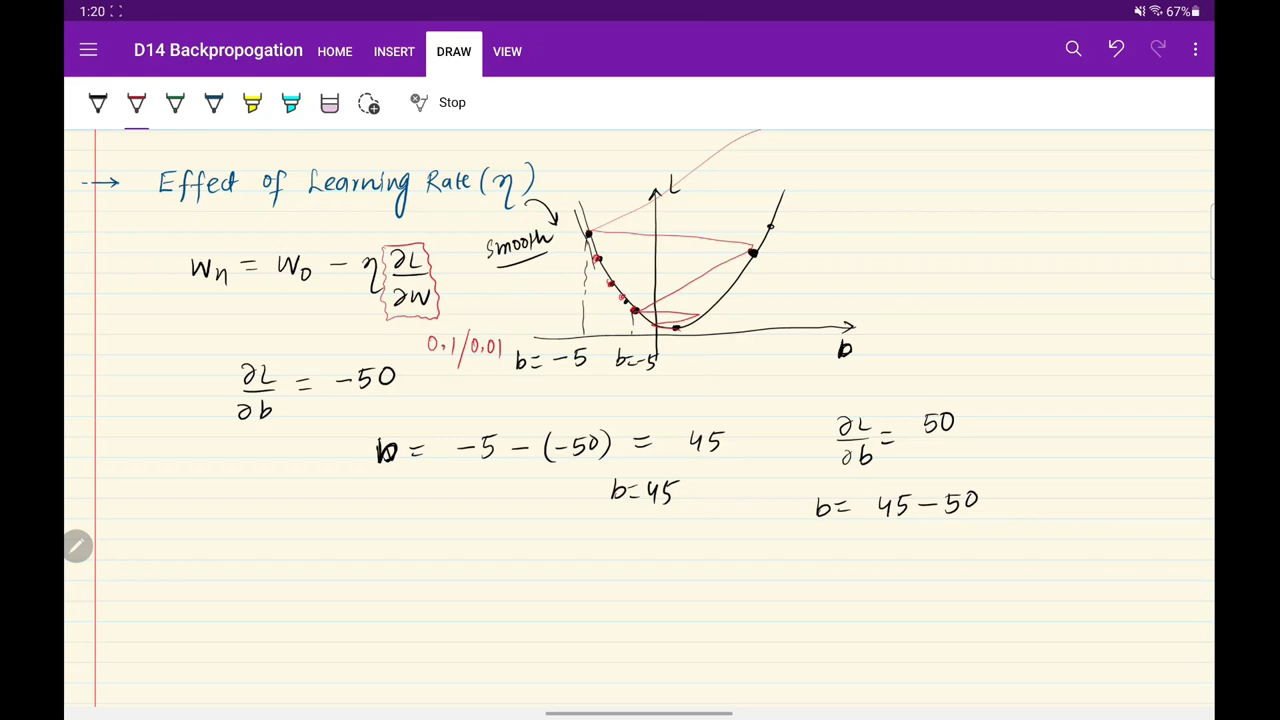 1:20 67%
D14 Backpropogation HOME INSERT DRAW VIEW
Stop
Effect of Learning Rate (η)
L
Smooth
Wn = Wo - η ∂L/∂W
0.1/0.01
b = -5 b = -5 b
∂L/∂b = -50
b = -5 - (-50) = 45
∂L/∂b = 50
b = 45
b = 45 - 50